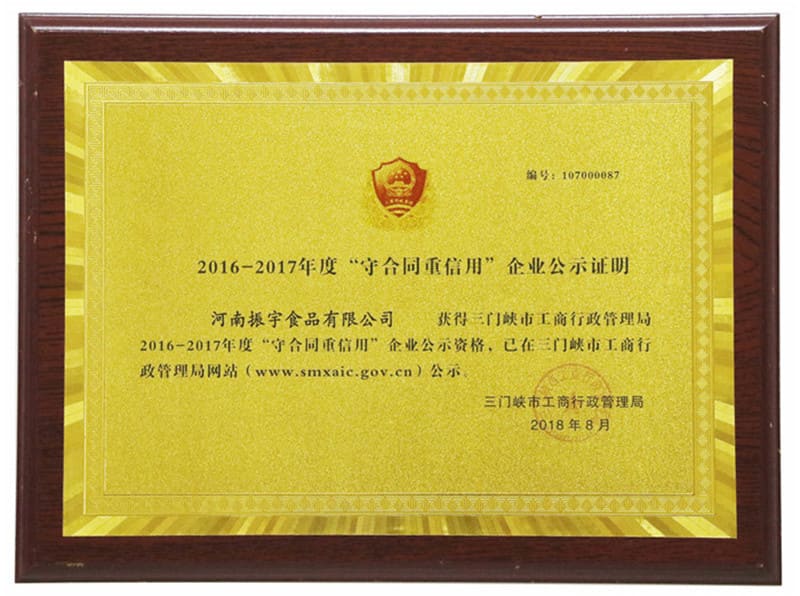 编号：107000087
2016-2017年度“守合同重信用”企业公示证明
河南振宇食品有限公司 获得三门峡市工商行政管理局
2016-2017年度“守合同重信用”企业公示资格，已在三门峡市工商行
政管理局网站（www.smxaic.gov.cn）公示。
三门峡市工商行政管理局
2018年8月